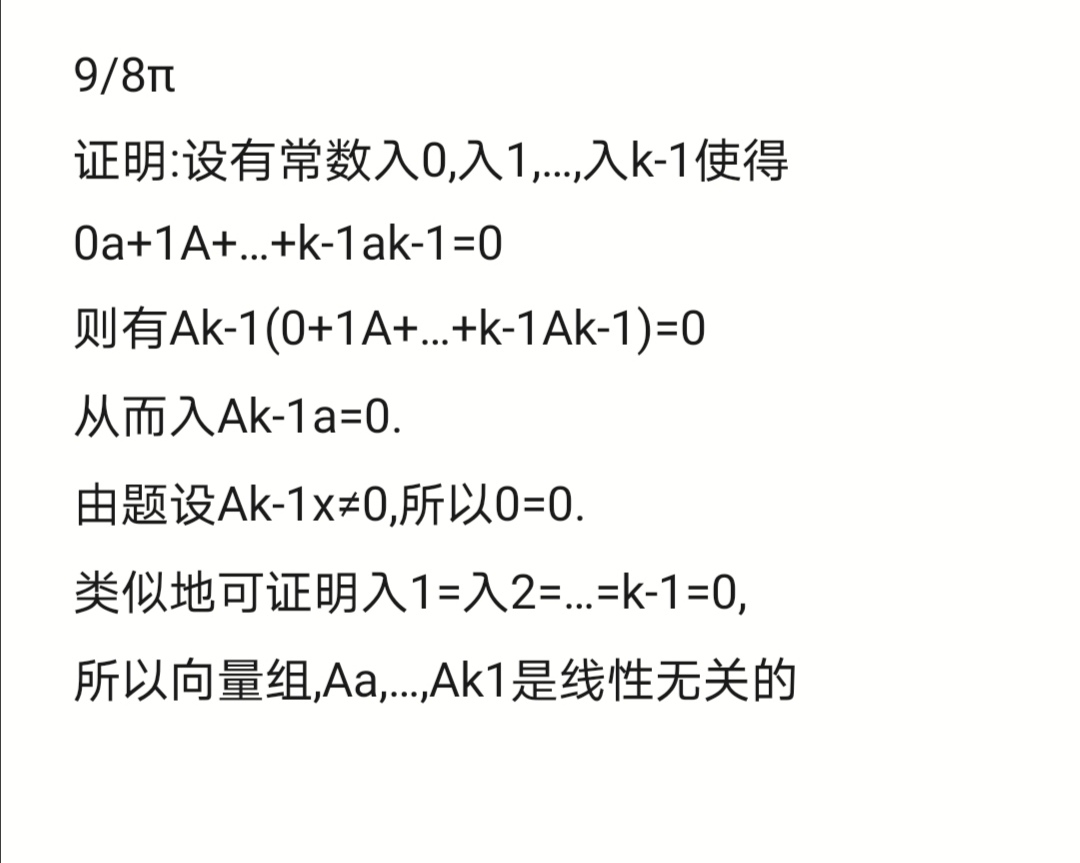 9/8π
证明:设有常数入0,入1,...,入k-1使得
0a+1A+...+k-1ak-1=0
则有Ak-1(0+1A+...+k-1Ak-1)=0
从而入Ak-1a=0.
由题设Ak-1x≠0,所以0=0.
类似地可证明入1=入2=...=k-1=0,
所以向量组,Aa,...,Ak1是线性无关的